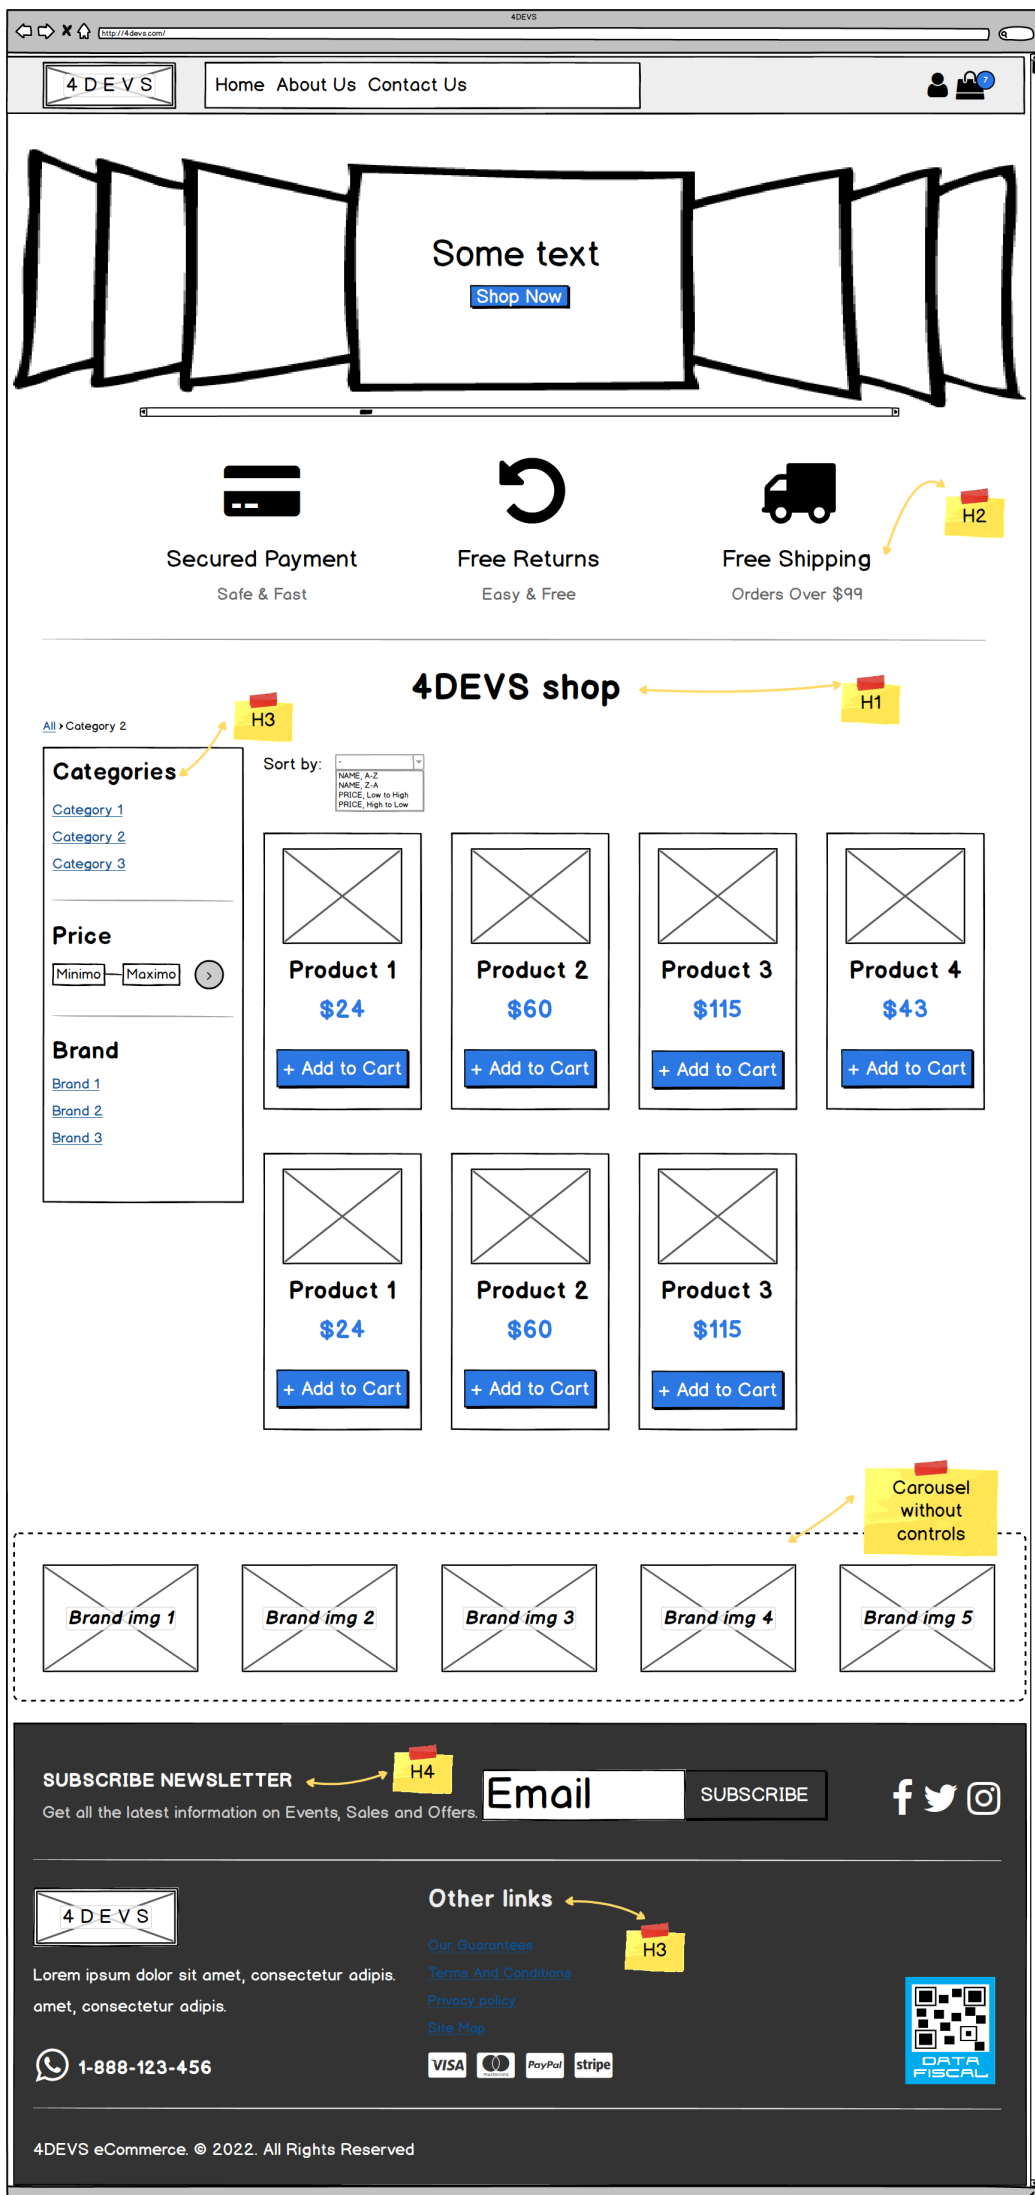 4DEVS
http://4devs.com/
4 D E V S
Home About Us Contact Us
7
Some text
Shop Now
Secured Payment
Free Returns
Free Shipping
H2
Safe & Fast
Easy & Free
Orders Over $99
4DEVS shop
H1
H3
All › Category 2
Categories
Category 1
Category 2
Category 3
Price
Minimo
Maximo
>
Brand
Brand 1
Brand 2
Brand 3
Sort by:
-
NAME, A-Z
NAME, Z-A
PRICE, Low to High
PRICE, High to Low
Product 1
$24
+ Add to Cart
Product 2
$60
+ Add to Cart
Product 3
$115
+ Add to Cart
Product 4
$43
+ Add to Cart
Product 1
$24
+ Add to Cart
Product 2
$60
+ Add to Cart
Product 3
$115
+ Add to Cart
Carousel
without
controls
Brand img 1
Brand img 2
Brand img 3
Brand img 4
Brand img 5
SUBSCRIBE NEWSLETTER
H4
Get all the latest information on Events, Sales and Offers.
Email
SUBSCRIBE
4 D E V S
Lorem ipsum dolor sit amet, consectetur adipis.
amet, consectetur adipis.
1-888-123-456
Other links
H3
Our Guarantees
Terms And Conditions
Privacy policy
Site Map
VISA
mastercard
PayPal
stripe
DATA
FISCAL
4DEVS eCommerce. © 2022. All Rights Reserved